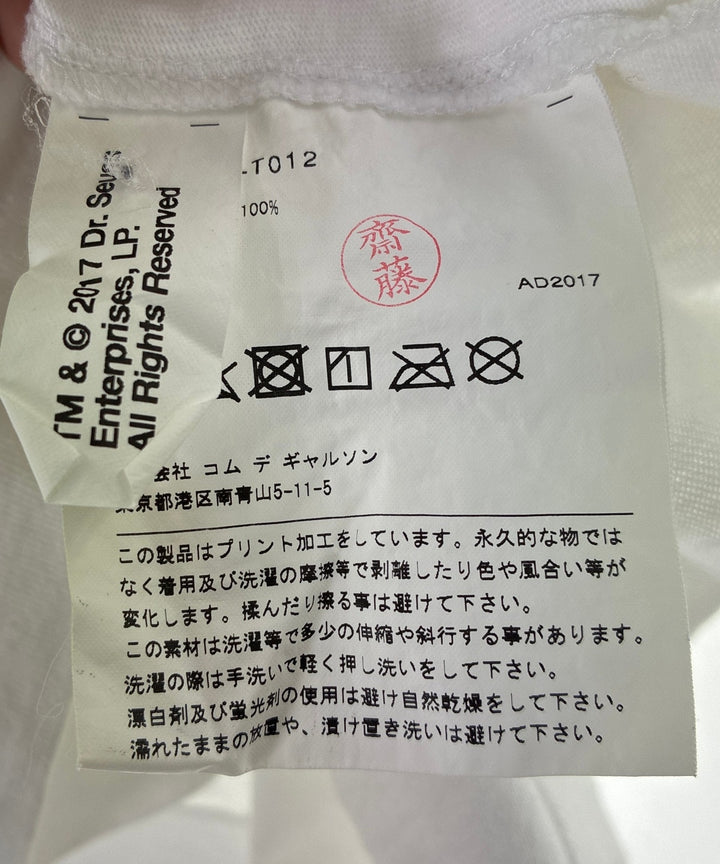 TM & © 2017 Dr. Seuss
Enterprises, LP.
All Rights Reserved
-T012
100%
齋藤
AD2017
会社 コム デ ギャルソン
東京都港区南青山5-11-5
この製品はプリント加工をしています。永久的な物では
なく着用及び洗濯の摩擦等で剥離したり色や風合い等が
変化します。揉んだり擦る事は避けて下さい。
この素材は洗濯等で多少の伸縮や斜行する事があります。
洗濯の際は手洗いで軽く押し洗いをして下さい。
漂白剤及び蛍光剤の使用は避け自然乾燥をして下さい。
濡れたままの放置や、漬け置き洗いは避けて下さい。